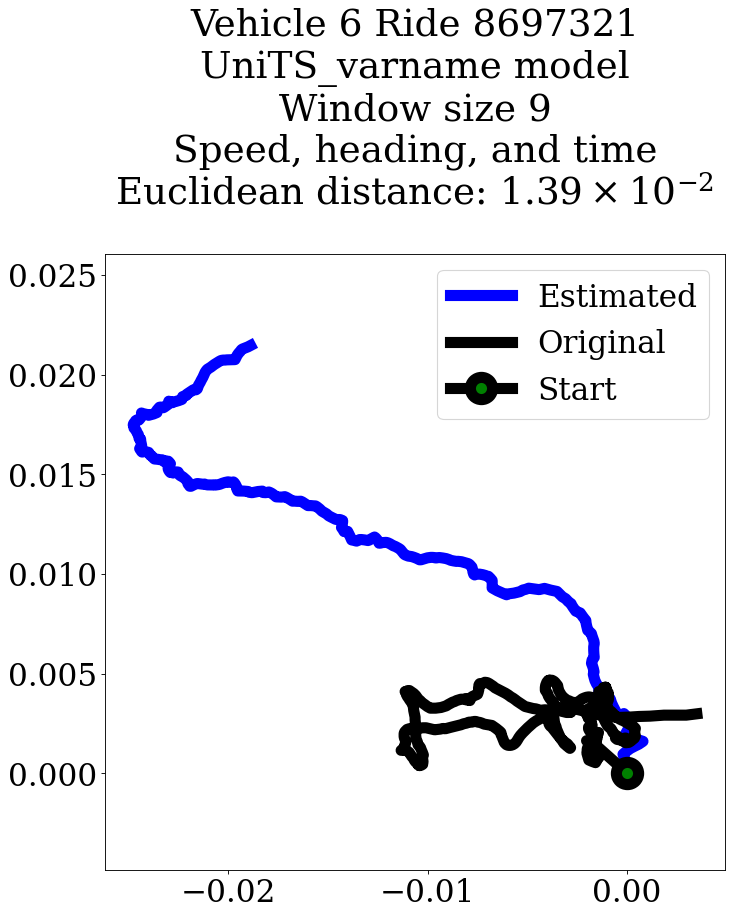 Vehicle 6 Ride 8697321
UniTS_varname model
Window size 9
Speed, heading, and time
Euclidean distance: 1.39 × 10⁻²
0.025
0.020
0.015
0.010
0.005
0.000
Estimated
Original
Start
−0.02
−0.01
0.00